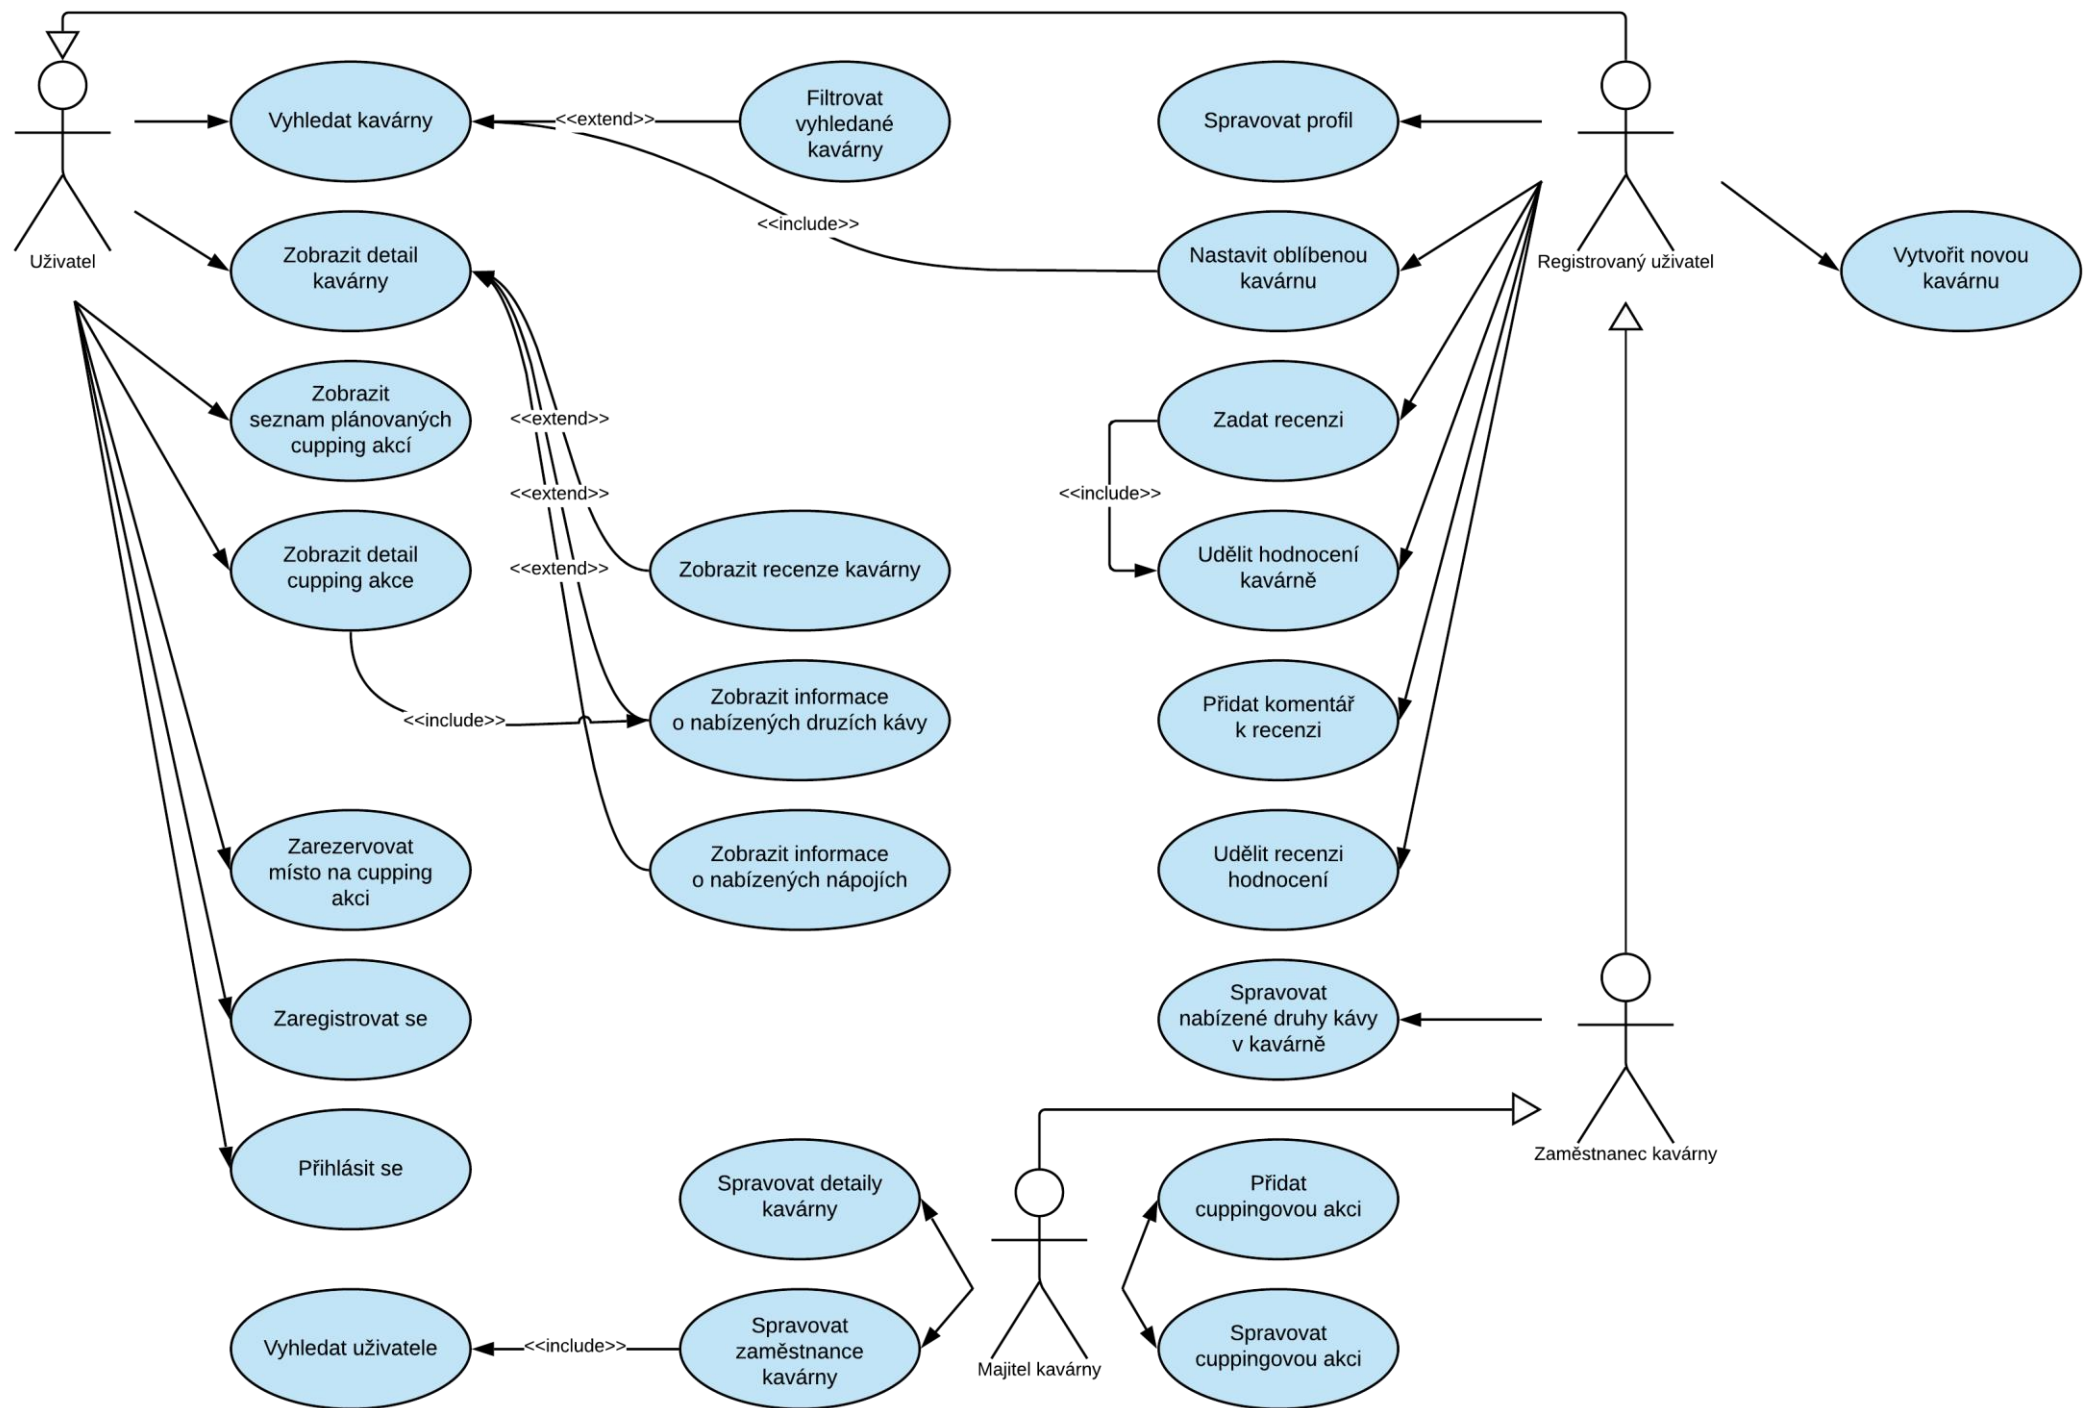 Vyhledat kavárny
<<extend>>
Filtrovat
vyhledané
kavárny
Spravovat profil
Uživatel
Zobrazit detail
kavárny
<<include>>
Nastavit oblíbenou
kavárnu
Registrovaný uživatel
Vytvořit novou
kavárnu
Zobrazit
seznam plánovaných
cupping akcí
<<extend>>
Zadat recenzi
<<extend>>
<<include>>
Zobrazit detail
cupping akce
<<extend>>
Zobrazit recenze kavárny
Udělit hodnocení
kavárně
<<include>>
Zobrazit informace
o nabízených druzích kávy
Přidat komentář
k recenzi
Zarezervovat
místo na cupping
akci
Zobrazit informace
o nabízených nápojích
Udělit recenzi
hodnocení
Zaregistrovat se
Spravovat
nabízené druhy kávy
v kavárně
Zaměstnanec kavárny
Přihlásit se
Spravovat detaily
kavárny
Přidat
cuppingovou akci
Vyhledat uživatele
<<include>>
Spravovat
zaměstnance
kavárny
Majitel kavárny
Spravovat
cuppingovou akci